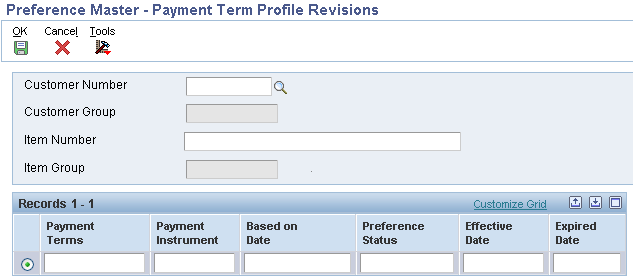 Preference Master - Payment Term Profile Revisions
OK Cancel Tools
Customer Number
Customer Group
Item Number
Item Group
Records 1 - 1 Customize Grid
Payment Terms Payment Instrument Based on Date Preference Status Effective Date Expired Date